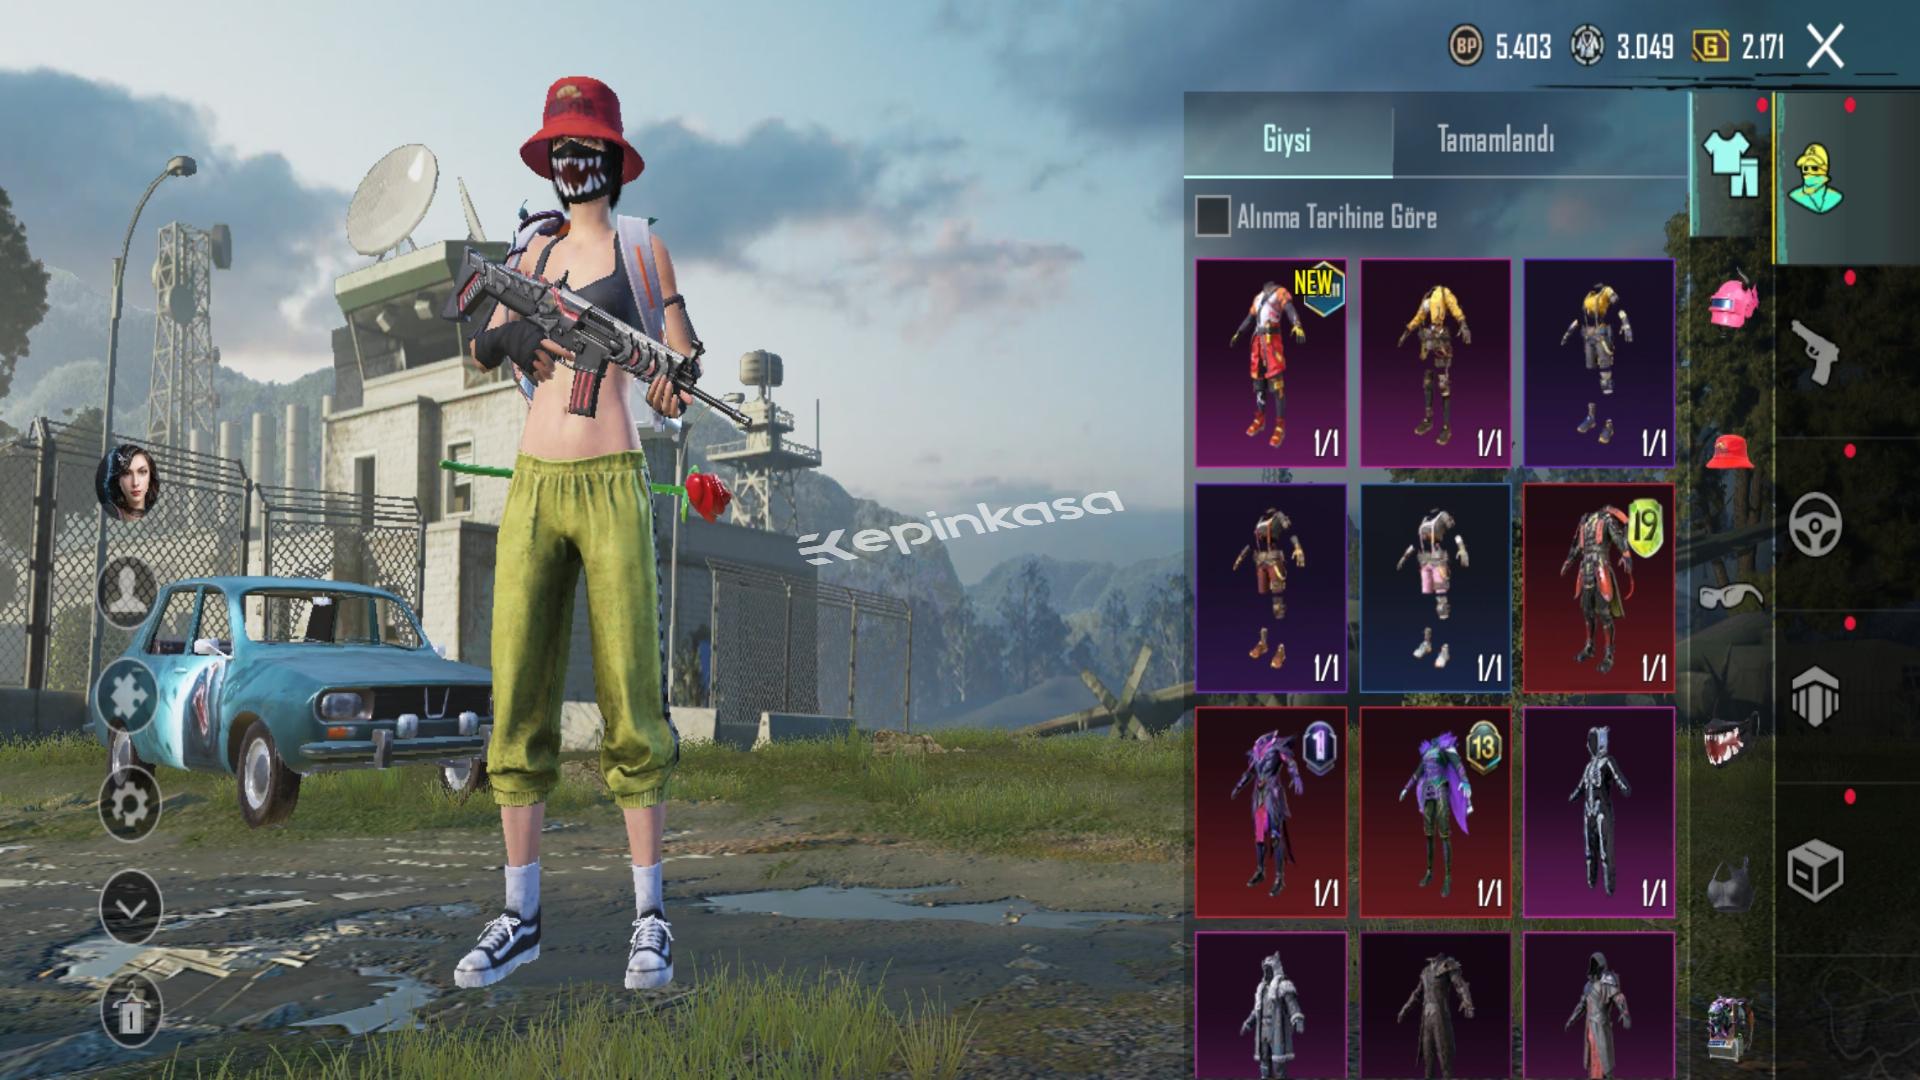 5.403 3.049 2.171
Giysi Tamamlandı
Alınma Tarihine Göre
NEW
1/1 1/1 1/1
19
1/1 1/1 1/1
1 13
1/1 1/1 1/1
1
epinkasa
BP
G